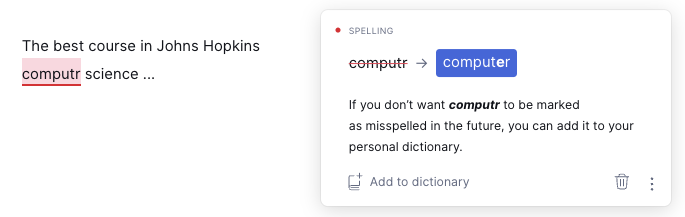 The best course in Johns Hopkins
computr science ...
SPELLING
computr → computer
If you don’t want computr to be marked
as misspelled in the future, you can add it to your
personal dictionary.
Add to dictionary